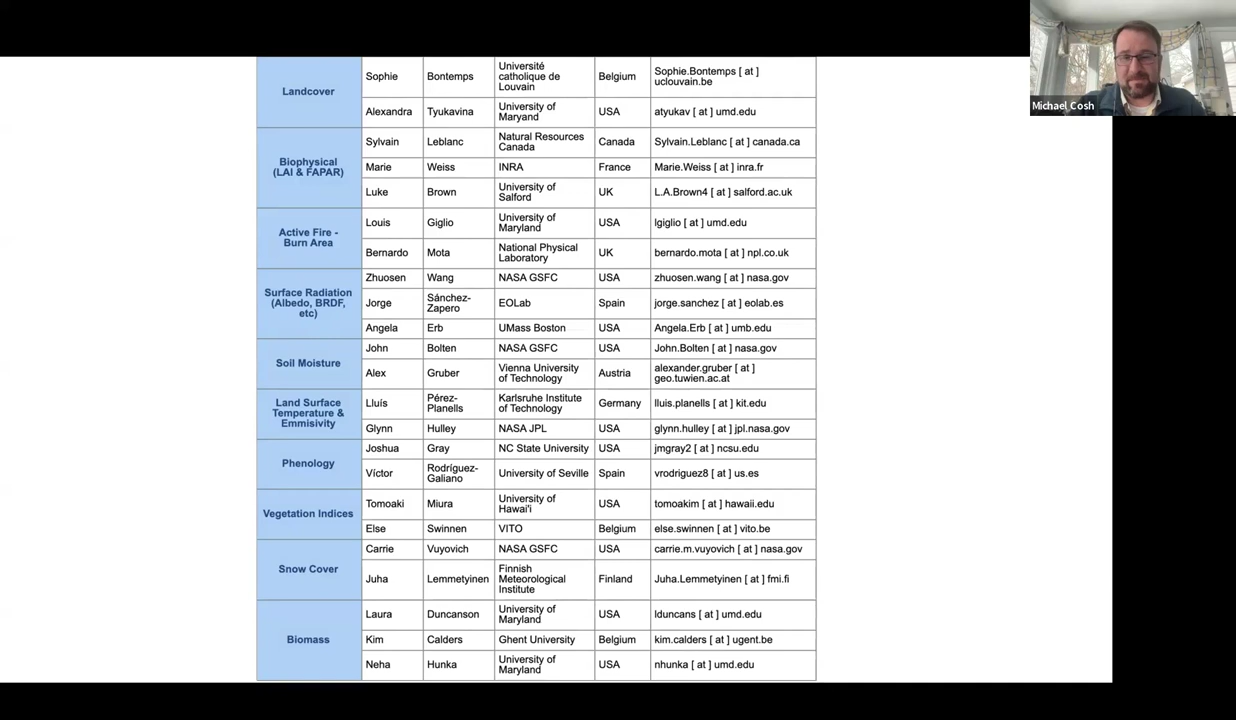 Landcover
Sophie Bontemps Université catholique de Louvain Belgium Sophie.Bontemps [ at ] uclouvain.be
Alexandra Tyukavina University of Maryand USA atyukav [ at ] umd.edu
Biophysical (LAI & FAPAR)
Sylvain Leblanc Natural Resources Canada Canada Sylvain.Leblanc [ at ] canada.ca
Marie Weiss INRA France Marie.Weiss [ at ] inra.fr
Luke Brown University of Salford UK L.A.Brown4 [ at ] salford.ac.uk
Active Fire - Burn Area
Louis Giglio University of Maryland USA lgiglio [ at ] umd.edu
Bernardo Mota National Physical Laboratory UK bernardo.mota [ at ] npl.co.uk
Surface Radiation (Albedo, BRDF, etc)
Zhuosen Wang NASA GSFC USA zhuosen.wang [ at ] nasa.gov
Jorge Sánchez-Zapero EOLab Spain jorge.sanchez [ at ] eolab.es
Angela Erb UMass Boston USA Angela.Erb [ at ] umb.edu
Soil Moisture
John Bolten NASA GSFC USA John.Bolten [ at ] nasa.gov
Alex Gruber Vienna University of Technology Austria alexander.gruber [ at ] geo.tuwien.ac.at
Land Surface Temperature & Emmisivity
Lluís Pérez-Planells Karlsruhe Institute of Technology Germany lluis.planells [ at ] kit.edu
Glynn Hulley NASA JPL USA glynn.hulley [ at ] jpl.nasa.gov
Phenology
Joshua Gray NC State University USA jmgray2 [ at ] ncsu.edu
Víctor Rodríguez-Galiano University of Seville Spain vrodriguez8 [ at ] us.es
Vegetation Indices
Tomoaki Miura University of Hawai'i USA tomoakim [ at ] hawaii.edu
Else Swinnen VITO Belgium else.swinnen [ at ] vito.be
Snow Cover
Carrie Vuyovich NASA GSFC USA carrie.m.vuyovich [ at ] nasa.gov
Juha Lemmetyinen Finnish Meteorological Institute Finland Juha.Lemmetyinen [ at ] fmi.fi
Biomass
Laura Duncanson University of Maryland USA lduncans [ at ] umd.edu
Kim Calders Ghent University Belgium kim.calders [ at ] ugent.be
Neha Hunka University of Maryland USA nhunka [ at ] umd.edu
Michael Cosh